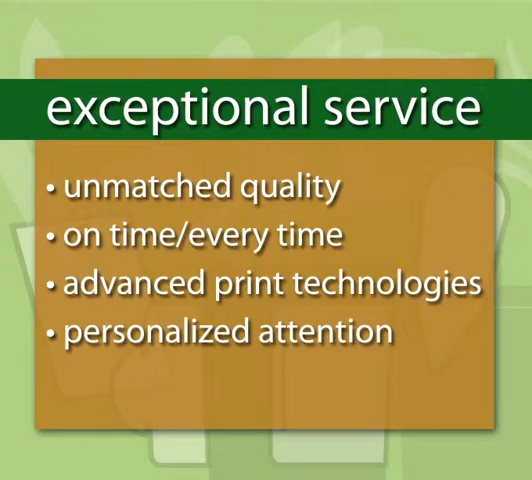 exceptional service
• unmatched quality
• on time/every time
• advanced print technologies
• personalized attention